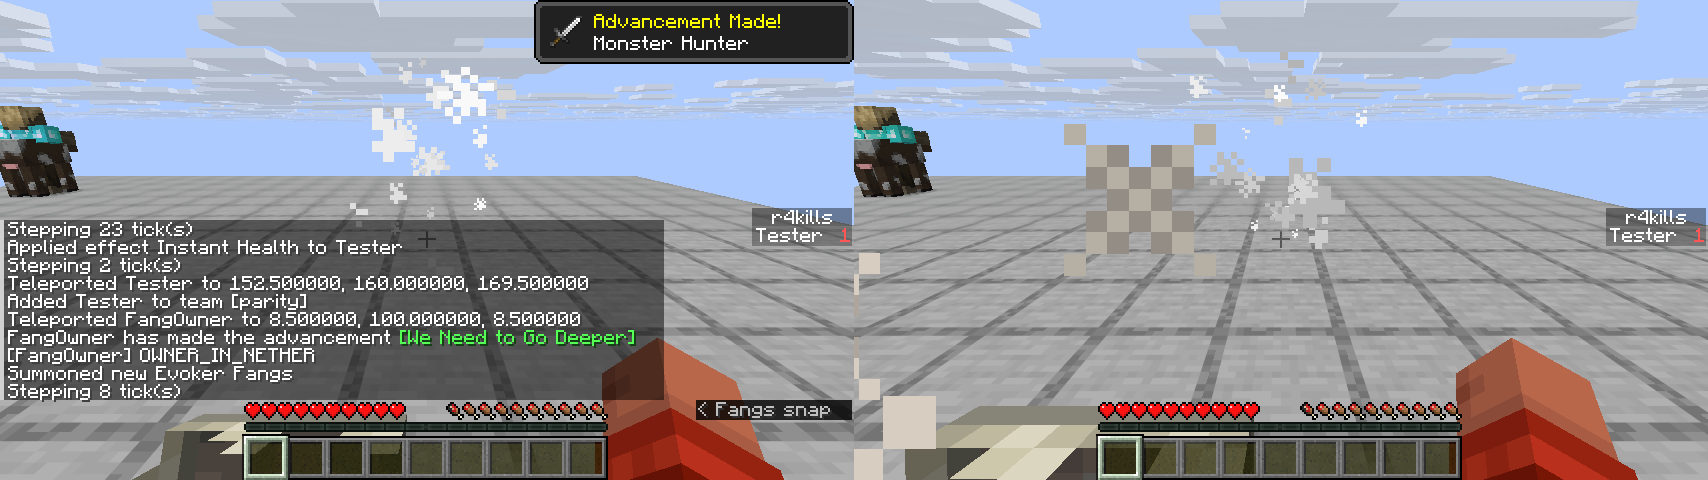 Advancement Made!
Monster Hunter
r4kills
Tester 1
Stepping 23 tick(s)
Applied effect Instant Health to Tester
Stepping 2 tick(s)
Teleported Tester to 152.500000, 160.000000, 169.500000
Added Tester to team [parity]
Teleported FangOwner to 8.500000, 100.000000, 8.500000
FangOwner has made the advancement [We Need to Go Deeper]
[FangOwner] OWNER_IN_NETHER
Summoned new Evoker Fangs
Stepping 8 tick(s)
< Fangs snap
r4kills
Tester 1